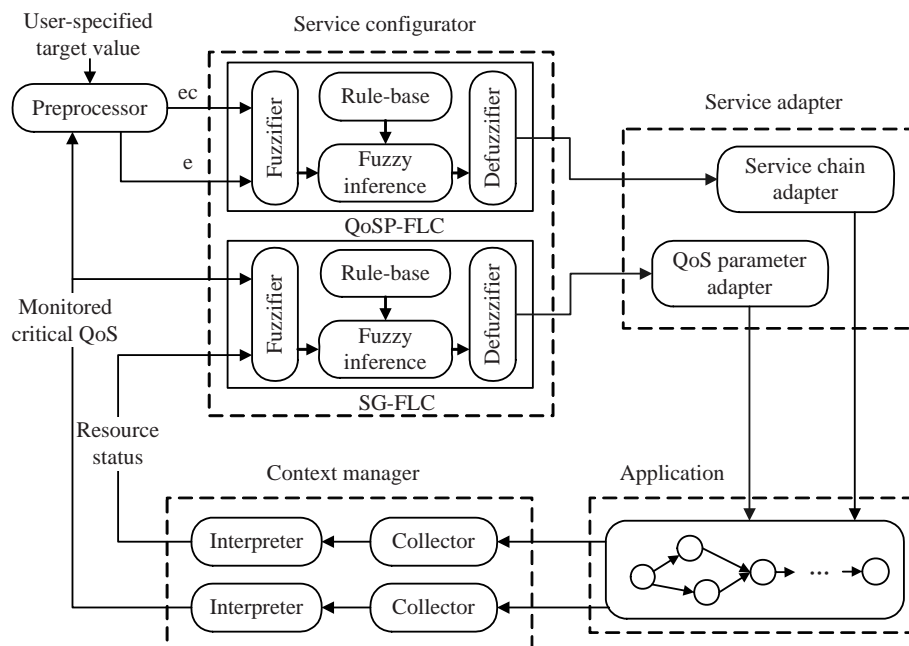 User-specified
target value
Service configurator
Preprocessor
ec
e
Fuzzifier
Rule-base
Fuzzy
inference
Defuzzifier
QoSP-FLC
Service adapter
Service chain
adapter
QoS parameter
adapter
Fuzzifier
Rule-base
Fuzzy
inference
Defuzzifier
SG-FLC
Monitored
critical QoS
Resource
status
Context manager
Application
Interpreter
Collector
Interpreter
Collector
...